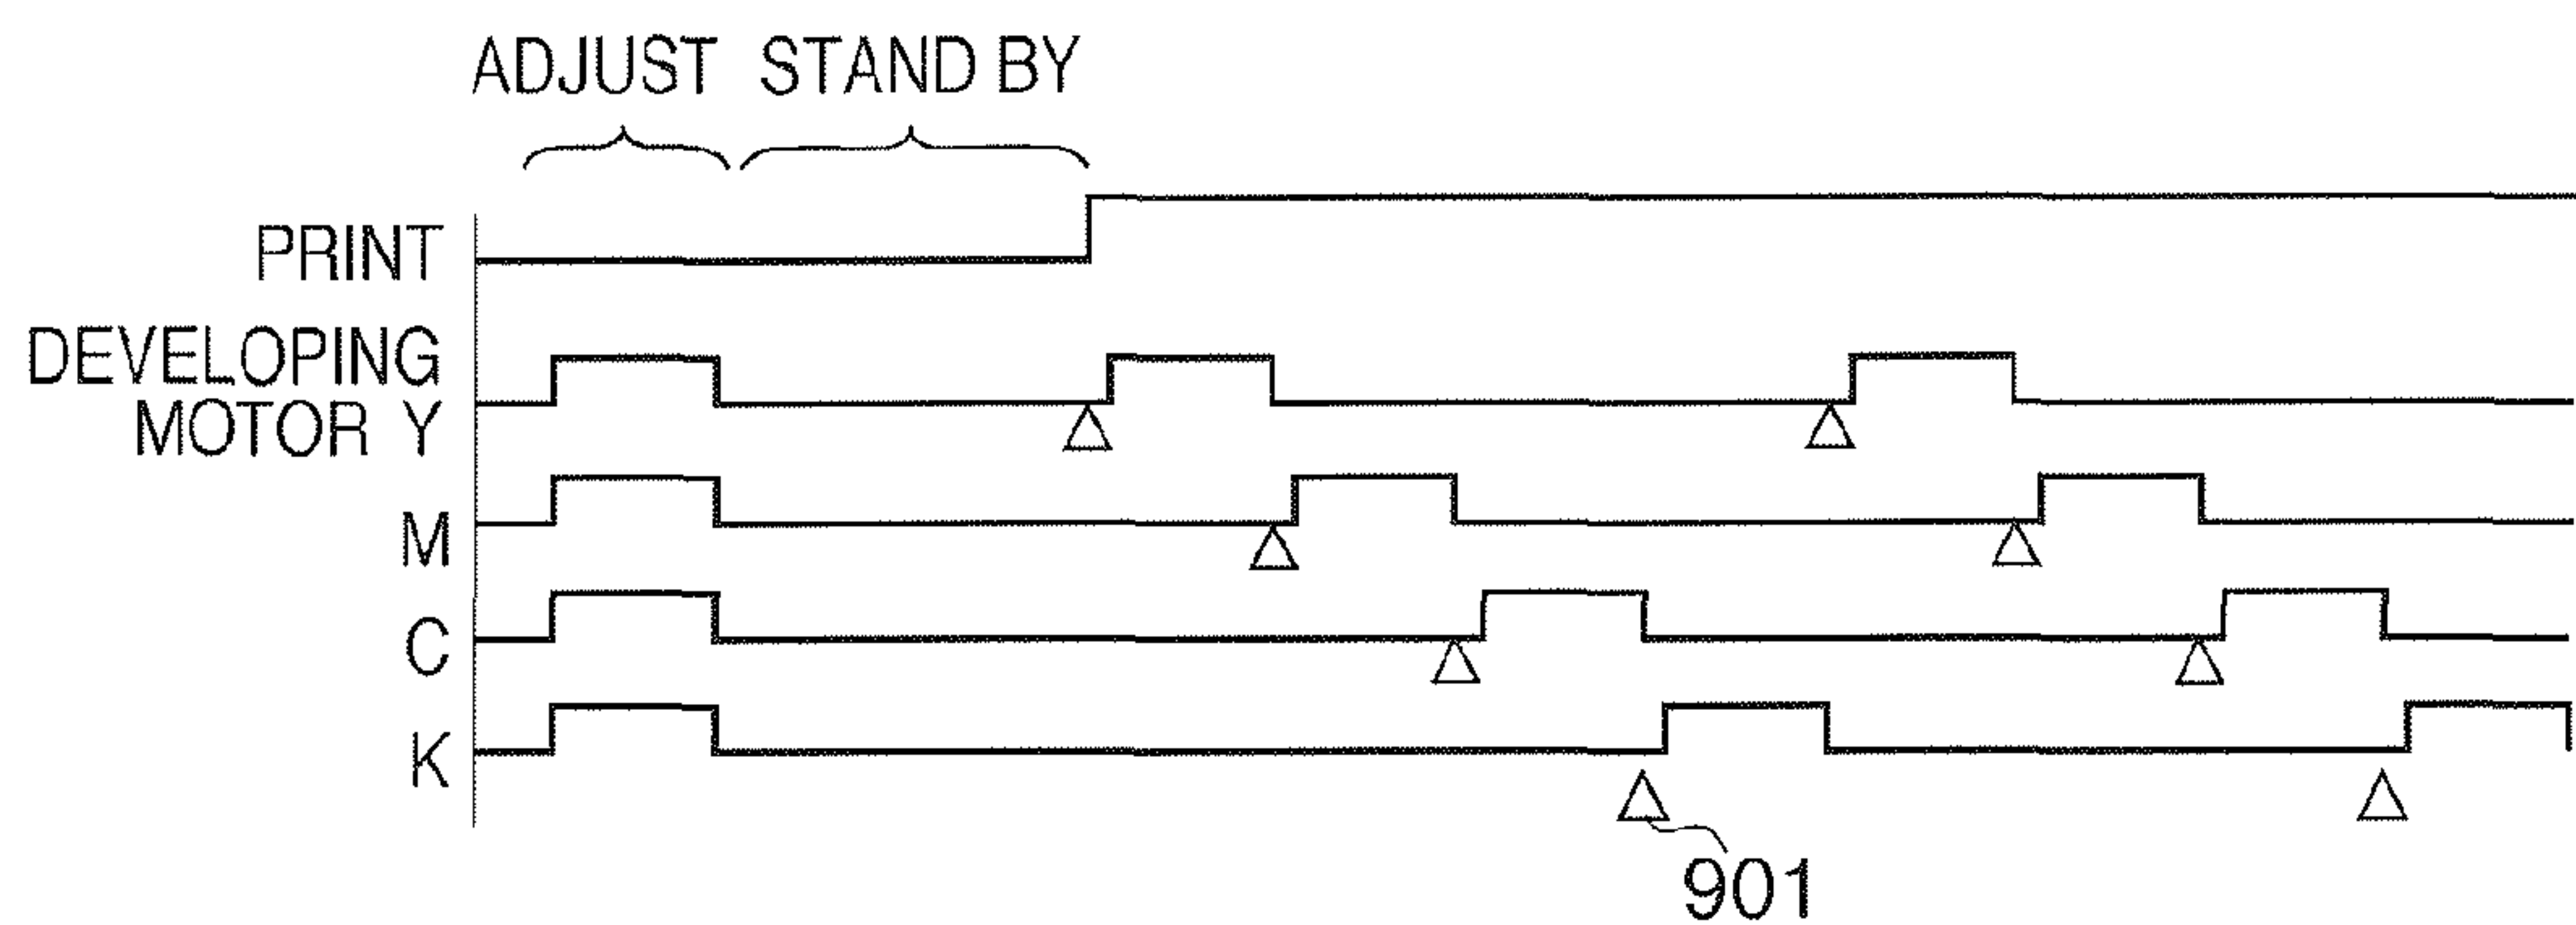 ADJUST STAND BY
PRINT
DEVELOPING
MOTOR Y
M
C
K
901